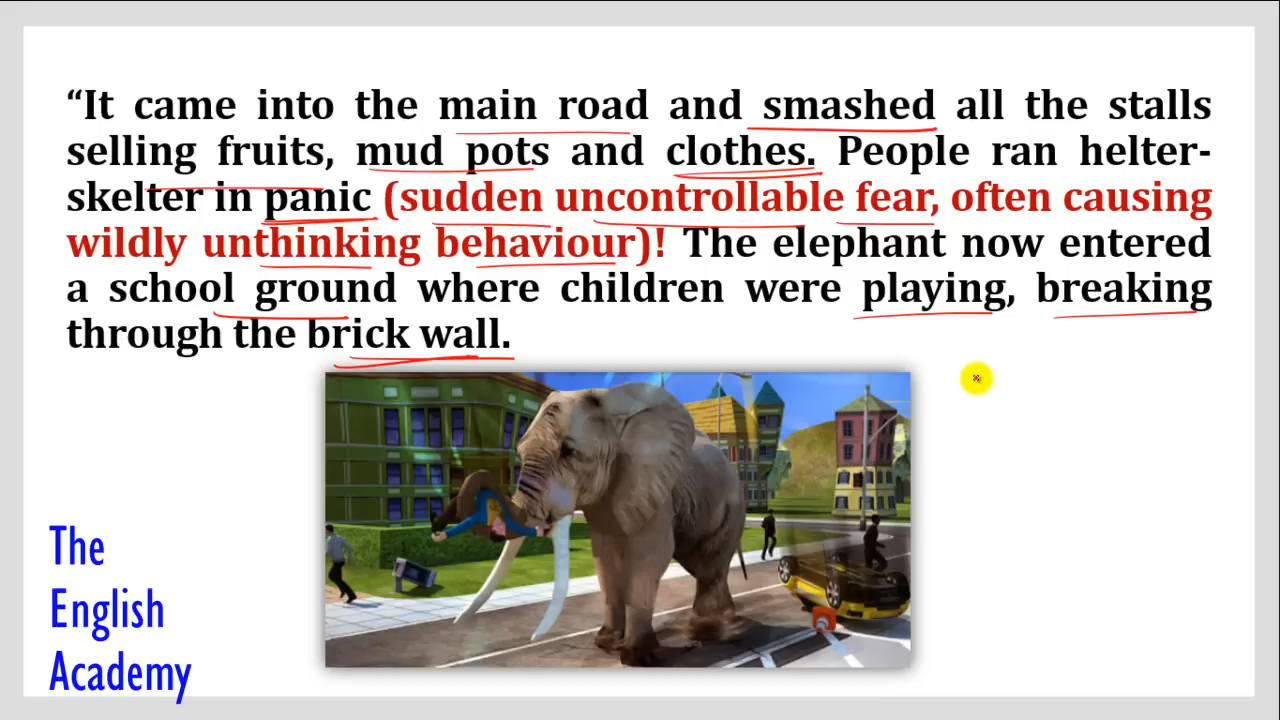 “It came into the main road and smashed all the stalls
selling fruits, mud pots and clothes. People ran helter-
skelter in panic (sudden uncontrollable fear, often causing
wildly unthinking behaviour)! The elephant now entered
a school ground where children were playing, breaking
through the brick wall.
The
English
Academy